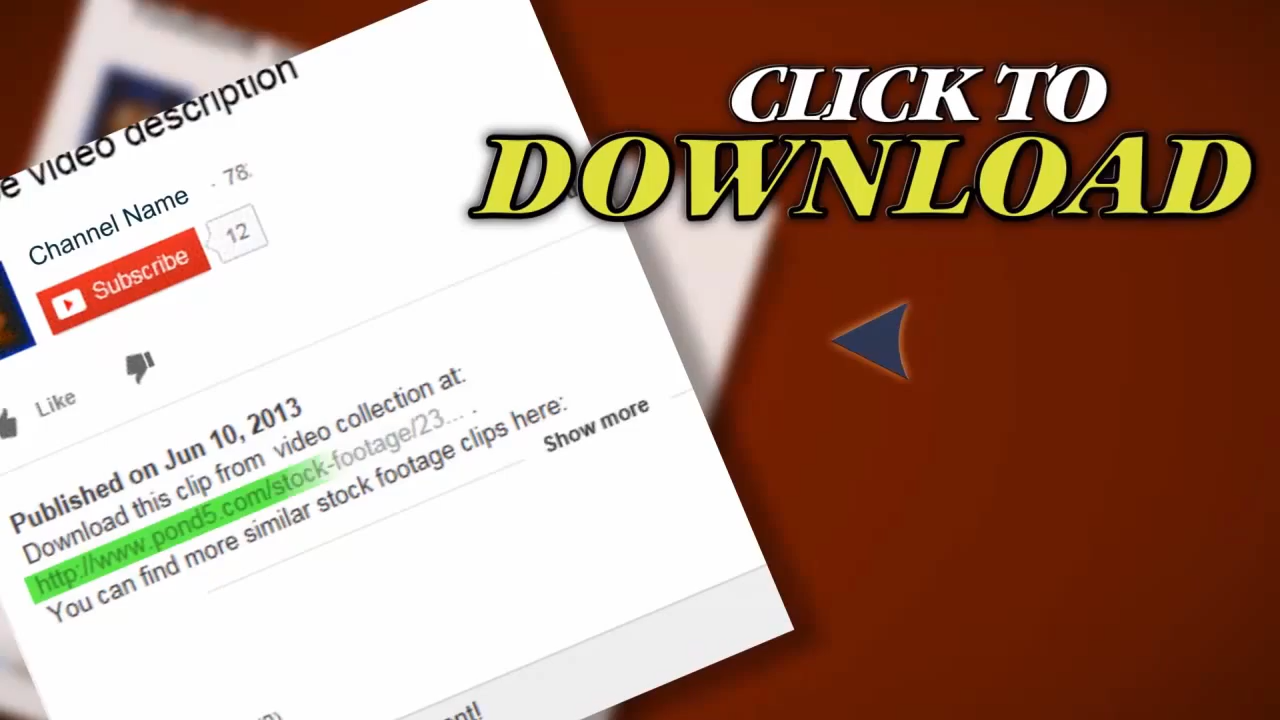 CLICK TO
DOWNLOAD
video description
Channel Name · 78
Subscribe 12
Like
Published on Jun 10, 2013
Download this clip from video collection at:
http://www.pond5.com/stock-footage/23... .
You can find more similar stock footage clips here:
Show more